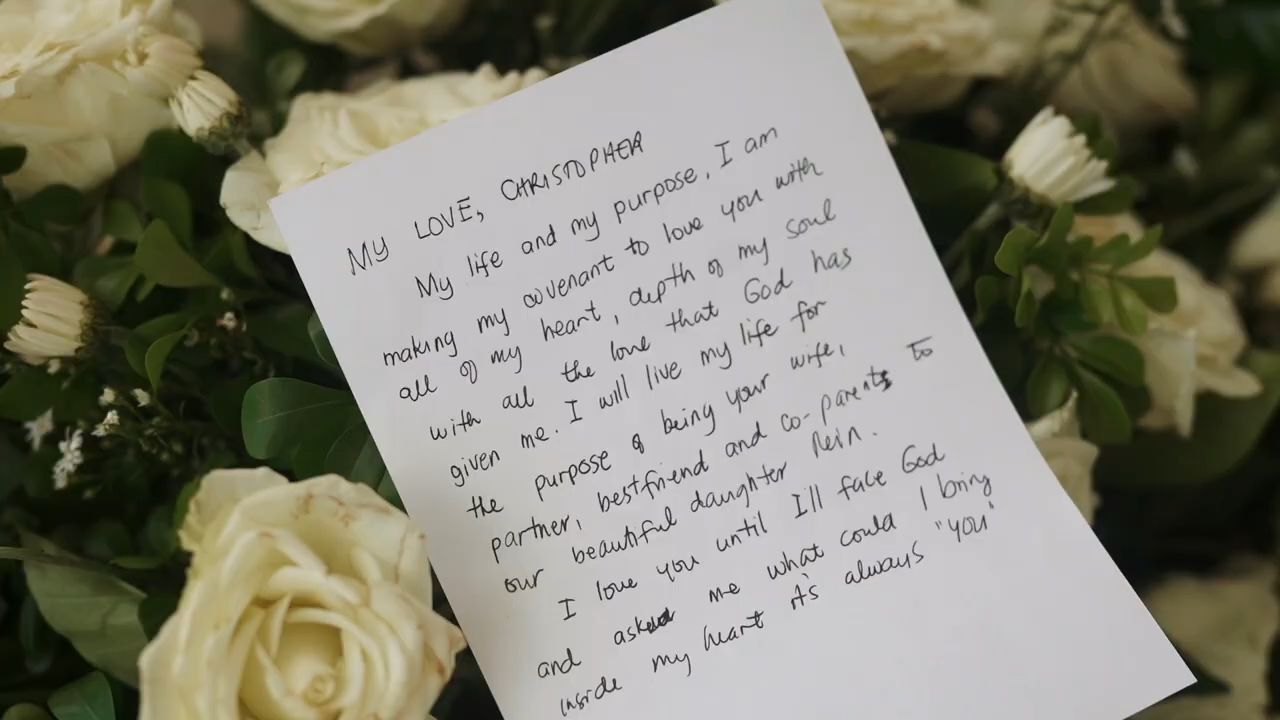 MY LOVE, CHRISTOPHER
My life and my purpose, I am
making my covenant to love you with
all of my heart, depth of my soul
with all the love that God has
given me. I will live my life for
the purpose of being your wife,
partner, bestfriend and co-parents to
our beautiful daughter Rein.
I love you until I'll face God
and asked me what could I bring
inside my heart it's always "you"